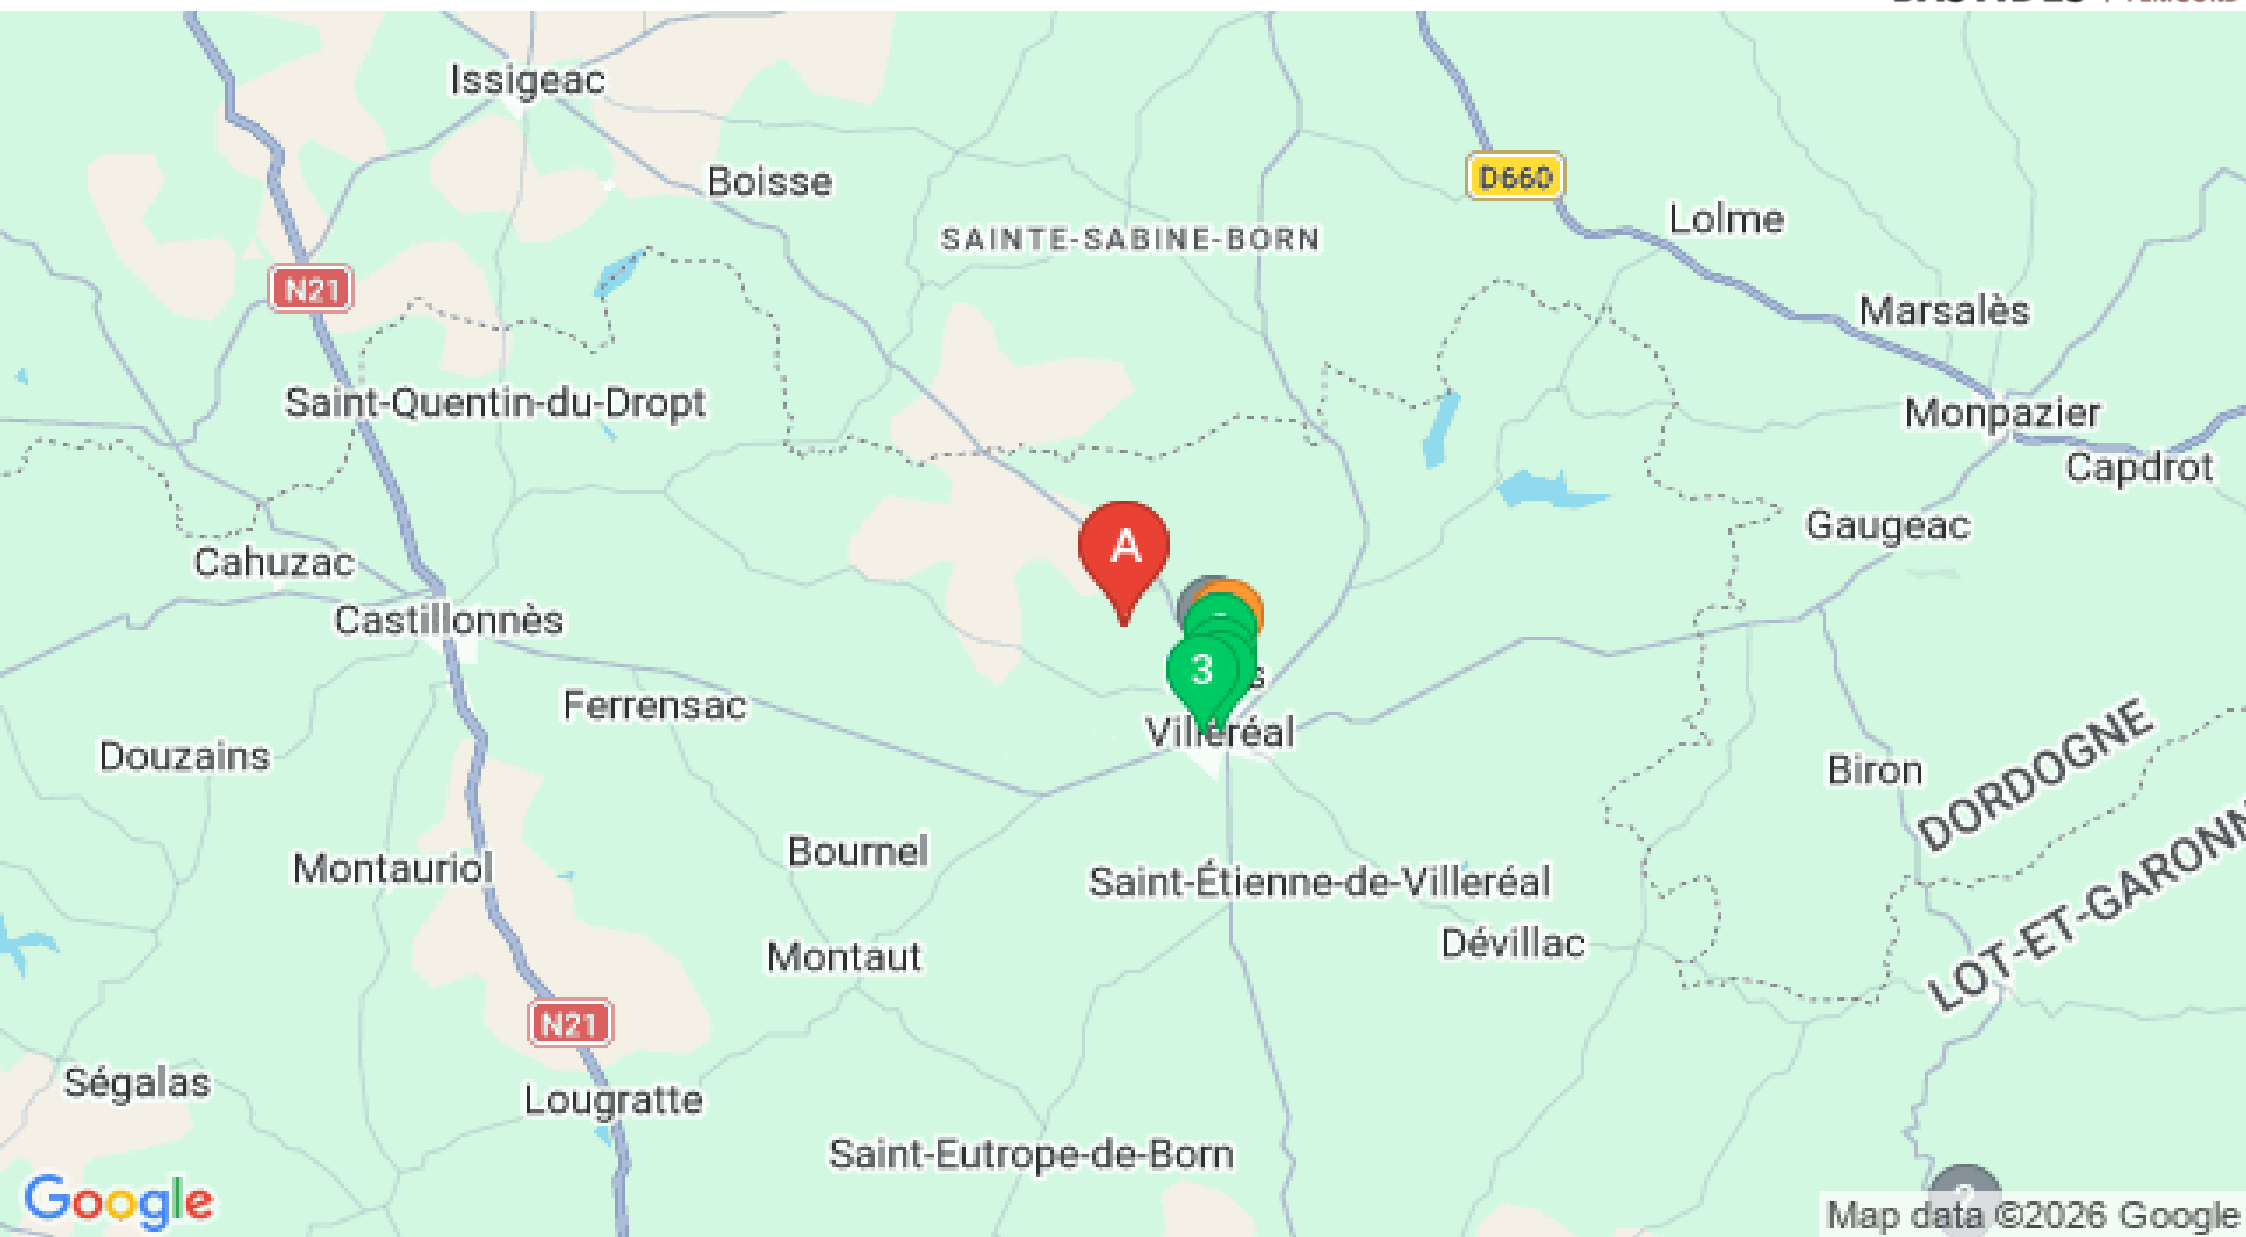 Issigeac
Boisse
D660
Lolme
SAINTE-SABINE-BORN
N21
Marsalès
Saint-Quentin-du-Dropt
Monpazier
Capdrot
Gaugeac
A
Cahuzac
Castillonnès
3
Ferrensac
Villeréal
Douzains
Biron
DORDOGNE
LOT-ET-GARONN
Bournel
Montauriol
Saint-Étienne-de-Villeréal
Dévillac
Montaut
N21
Ségalas
Lougratte
Saint-Eutrope-de-Born
Google
Map data ©2026 Google